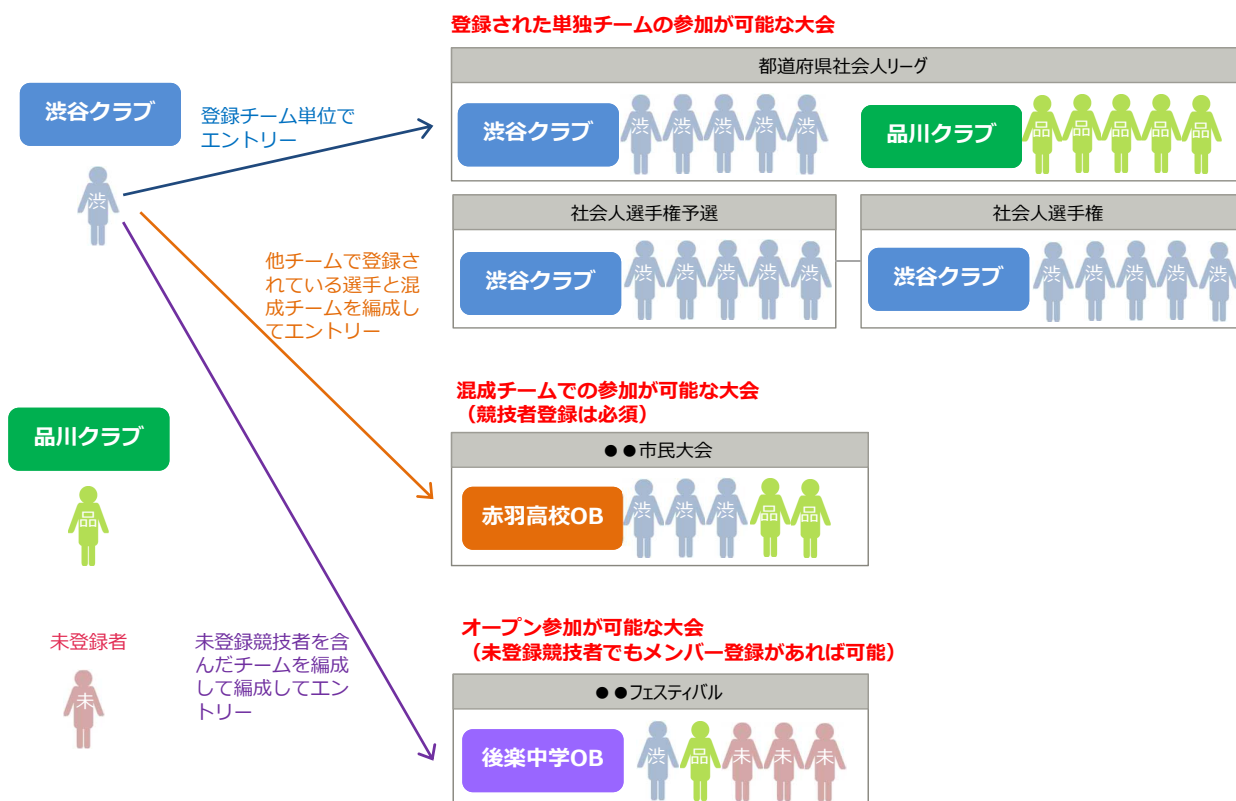 登録された単独チームの参加が可能な大会
都道府県社会人リーグ
渋谷クラブ
登録チーム単位で
エントリー
渋
渋谷クラブ
渋 渋 渋 渋 渋
品川クラブ
品 品 品 品 品
社会人選手権予選
渋谷クラブ
渋 渋 渋 渋 渋
社会人選手権
渋谷クラブ
渋 渋 渋 渋 渋
他チームで登録さ
れている選手と混
成チームを編成し
てエントリー
混成チームでの参加が可能な大会
(競技者登録は必須)
●●市民大会
赤羽高校OB
渋 渋 渋 品 品
品川クラブ
品
オープン参加が可能な大会
(未登録競技者でもメンバー登録があれば可能)
●●フェスティバル
後楽中学OB
渋 品 未 未 未
未登録者
未
未登録競技者を含
んだチームを編成
して編成してエン
トリー